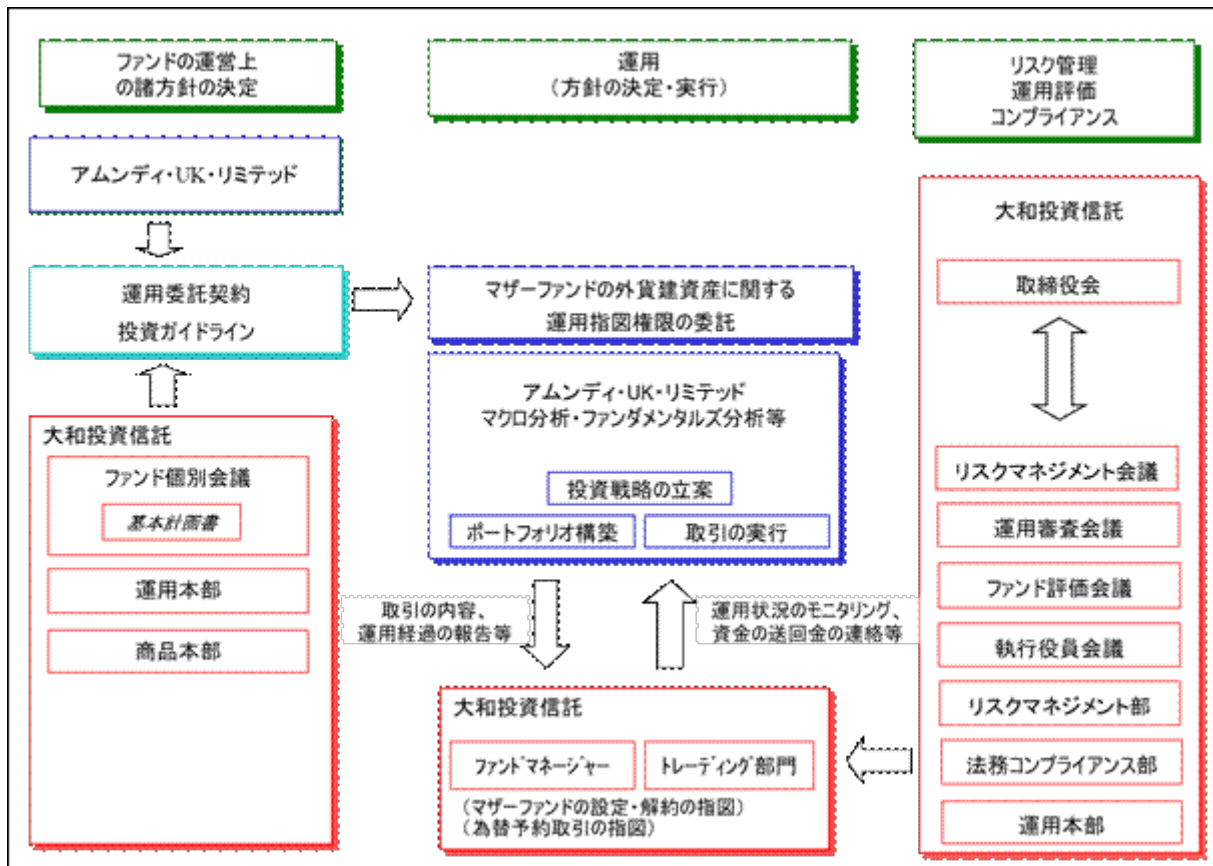 ファンドの運営上
の諸方針の決定
運用
(方針の決定・実行)
リスク管理
運用評価
コンプライアンス
アムンディ・UK・リミテッド
運用委託契約
投資ガイドライン
マザーファンドの外貨建資産に関する
運用指図権限の委託
アムンディ・UK・リミテッド
マクロ分析・ファンダメンタルズ分析等
投資戦略の立案
ポートフォリオ構築
取引の実行
大和投資信託
ファンド個別会議
基本計画書
運用本部
商品本部
取引の内容、
運用経過の報告等
運用状況のモニタリング、
資金の送回金の連絡等
大和投資信託
ファンドマネージャー
トレーディング部門
(マザーファンドの設定・解約の指図)
(為替予約取引の指図)
大和投資信託
取締役会
リスクマネジメント会議
運用審査会議
ファンド評価会議
執行役員会議
リスクマネジメント部
法務コンプライアンス部
運用本部